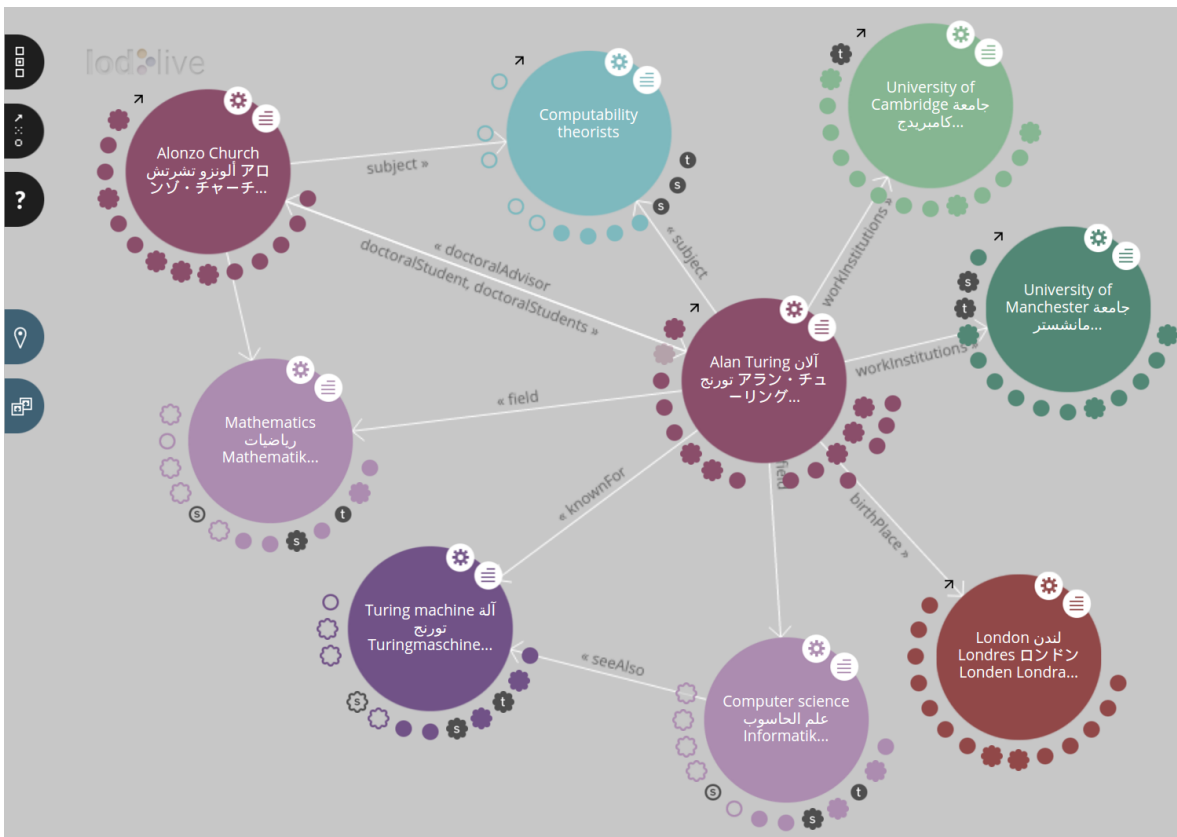 lodlive
?
Alonzo Church
ألونزو تشرتش アロ
ンゾ・チャーチ...
subject »
Computability
theorists
University of
Cambridge جامعة
كامبريدج...
« doctoralAdvisor
doctoralStudent, doctoralStudents »
« subject
workInstitutions »
University of
Manchester جامعة
مانشستر...
Alan Turing آلان
تورنج アラン・チュ
ーリング...
workInstitutions »
« field
Mathematics
رياضيات
Mathematik...
« knownFor
field
birthPlace »
Turing machine آلة
تورنج
Turingmaschine...
« seeAlso
Computer science
علم الحاسوب
Informatik...
London لندن
Londres ロンドン
Londen Londra...
t
t
s
s
s
t
s
s
t
s
s
t
s
s
t